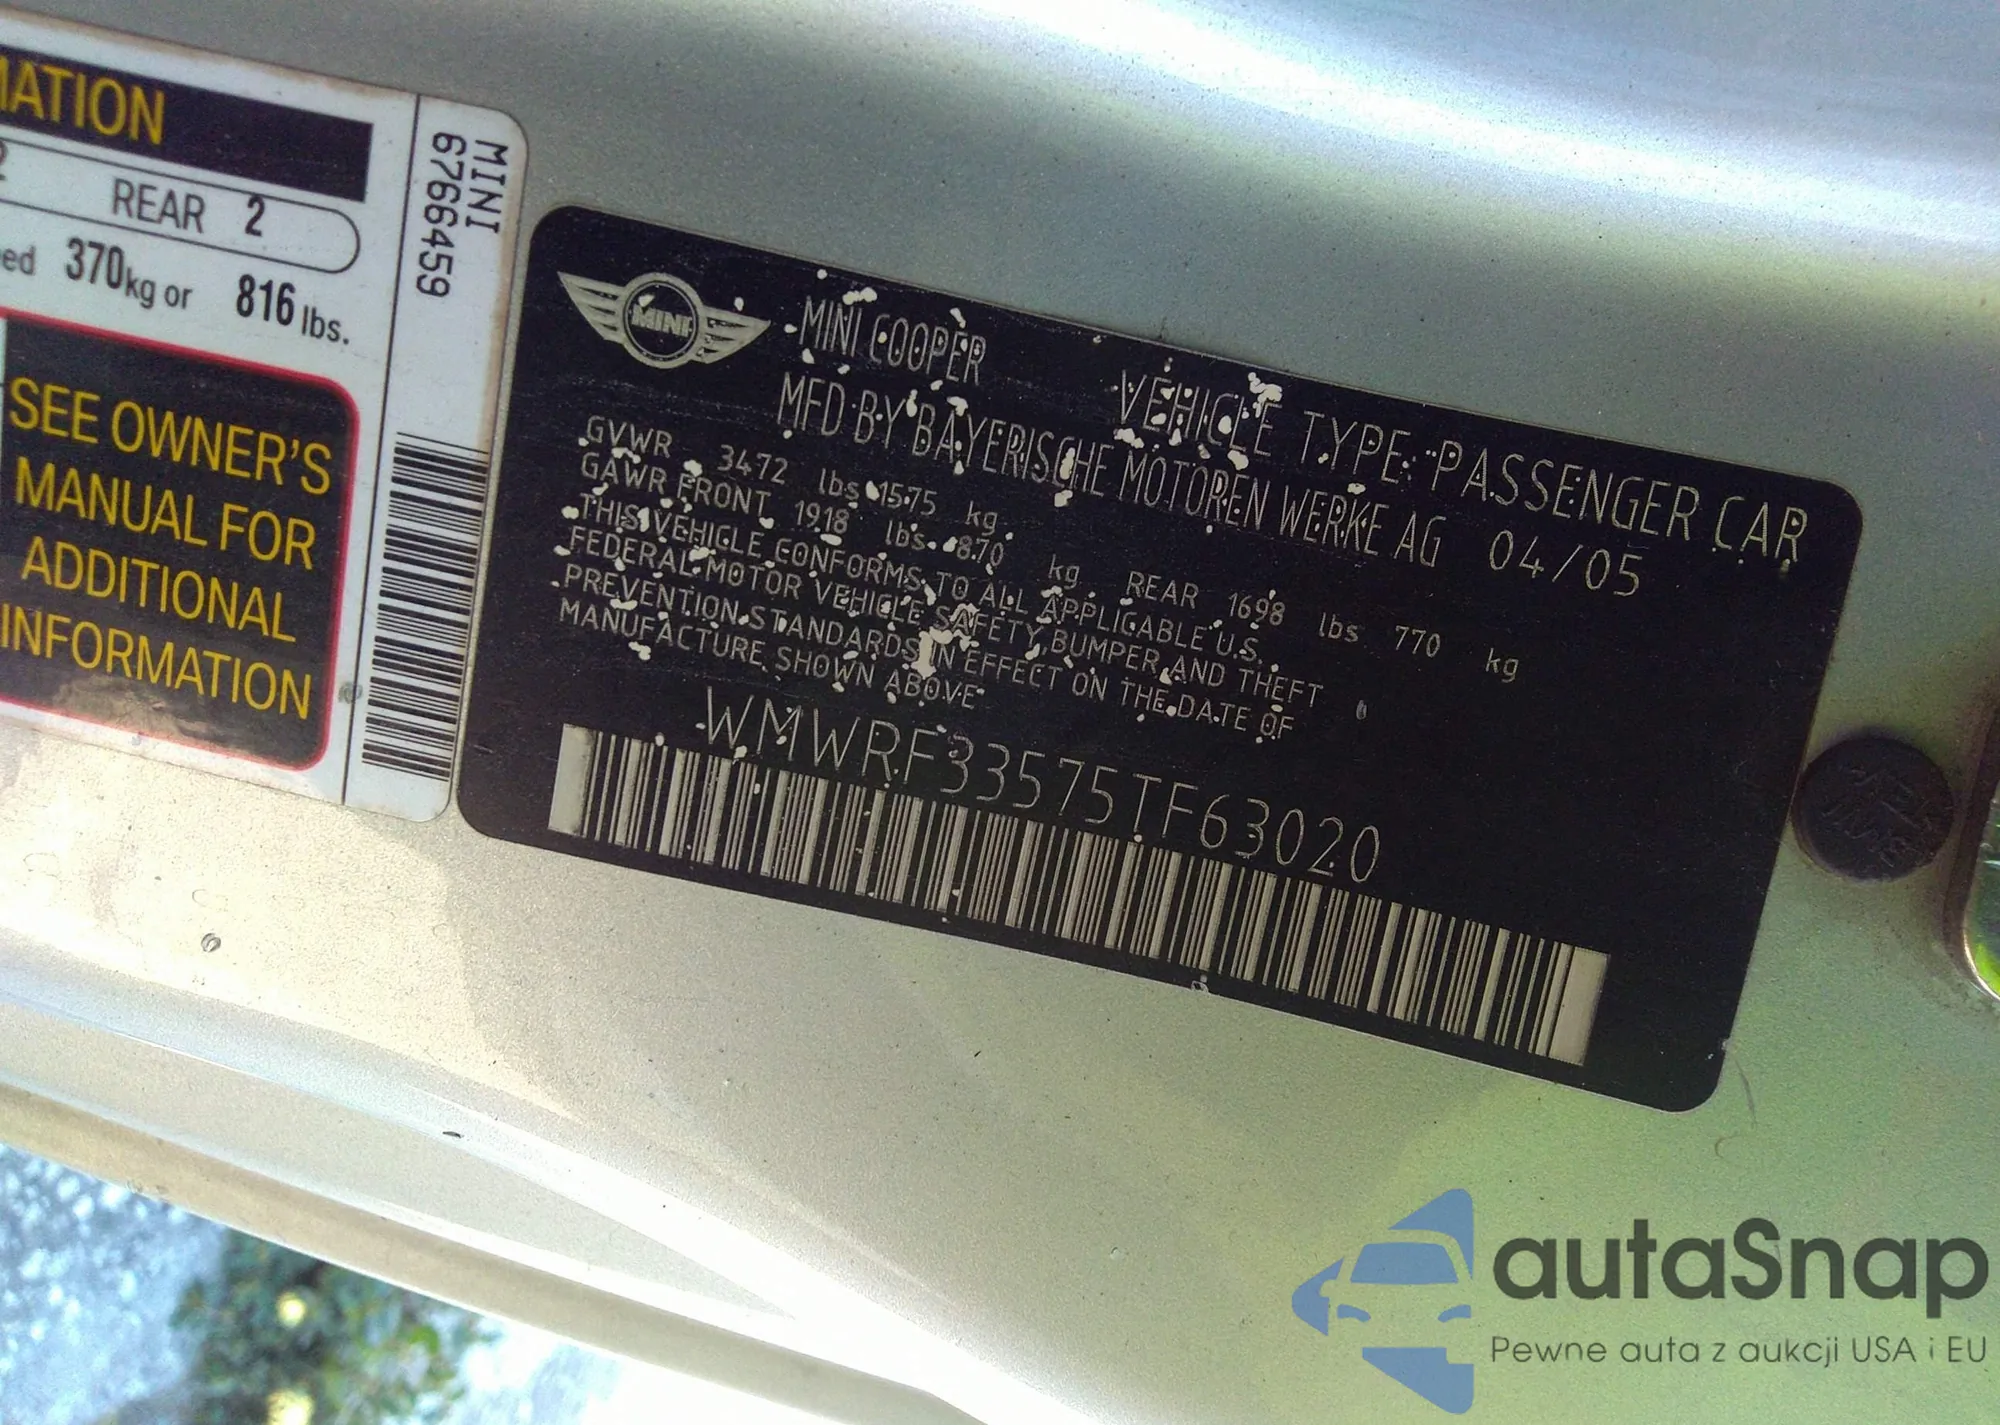 MATION
REAR 2
370kg or 816 lbs.
SEE OWNER'S
MANUAL FOR
ADDITIONAL
INFORMATION
MINI
6766459
MINI
MINI COOPER
VEHICLE TYPE: PASSENGER CAR
MFD BY BAYERISCHE MOTOREN WERKE AG 04/05
GVWR 3472 lbs 1575 kg
GAWR FRONT 1918 lbs 870 kg REAR 1698 lbs 770 kg
THIS VEHICLE CONFORMS TO ALL APPLICABLE U.S.
FEDERAL MOTOR VEHICLE SAFETY, BUMPER, AND THEFT
PREVENTION STANDARDS IN EFFECT ON THE DATE OF
MANUFACTURE SHOWN ABOVE
WMWRF33575TF63020
autaSnap
Pewne auta z aukcji USA i EU